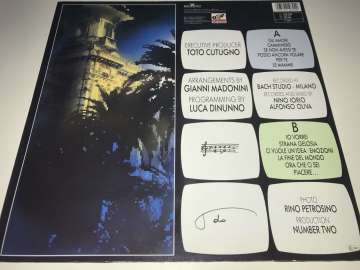 EXECUTIVE PRODUCER
TOTO CUTUGNO
A
DA AMORI
CAMMINERÒ
SE NON AVESSI TE
POSSO ANCORA VOLARE
PER TE
LE MAMME
ARRANGEMENTS BY
GIANNI MADONINI
PROGRAMMING BY
LUCA DINUNNO
RECORDED AT
BACH STUDIO - MILANO
RECORDED AND MIXED BY
NINO IORIO
ALFONSO OLIVA
B
IO VORREI
STRANA GELOSIA
CI VUOLE UN'IDEA · EMOZIONI
LA FINE DEL MONDO
ORA CHE CI SEI
PIACERE...
PHOTO
RINO PETROSINO
PRODUCTION
NUMBER TWO